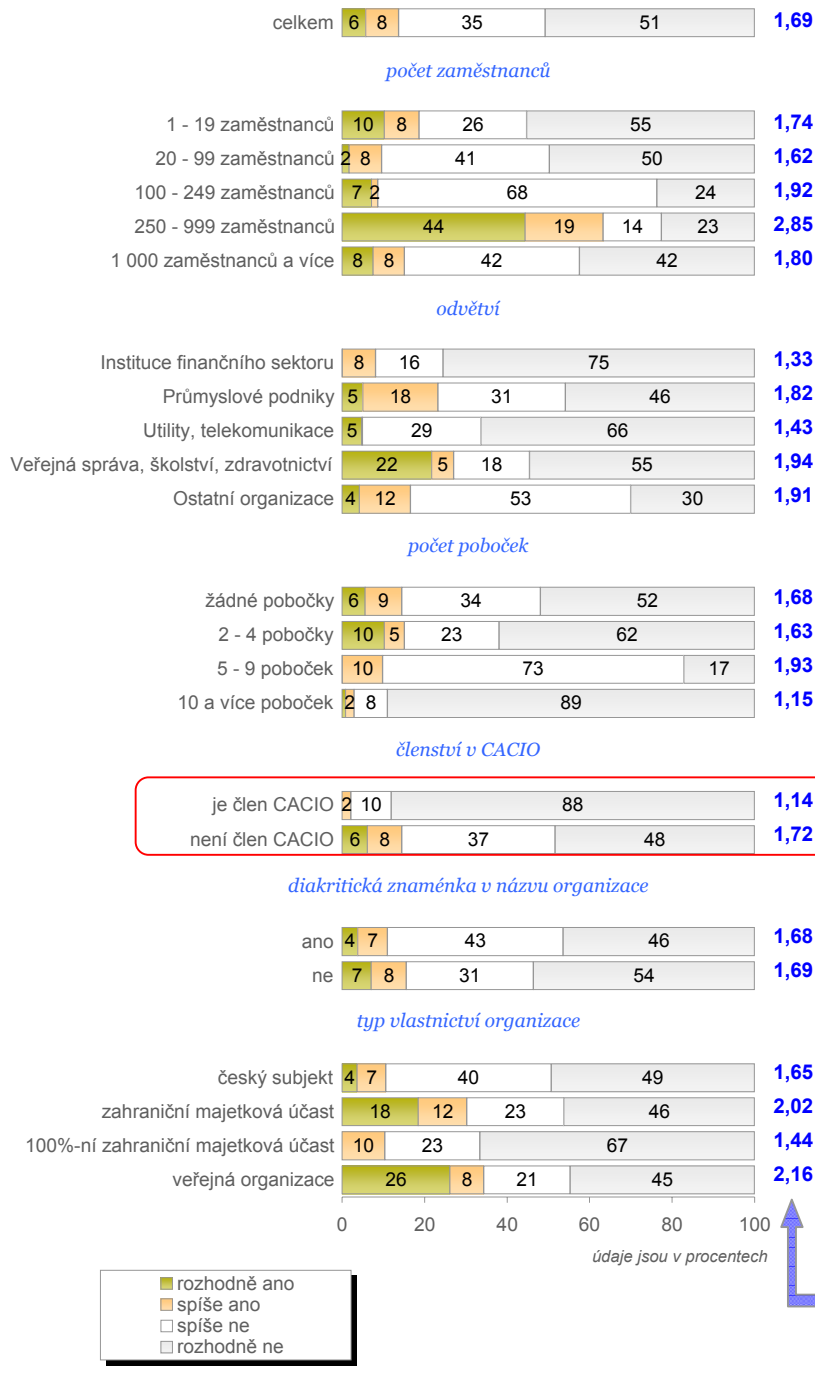 celkem 6 8 35 51 1,69
počet zaměstnanců
1 - 19 zaměstnanců 10 8 26 55 1,74
20 - 99 zaměstnanců 2 8 41 50 1,62
100 - 249 zaměstnanců 7 2 68 24 1,92
250 - 999 zaměstnanců 44 19 14 23 2,85
1 000 zaměstnanců a více 8 8 42 42 1,80
odvětví
Instituce finančního sektoru 8 16 75 1,33
Průmyslové podniky 5 18 31 46 1,82
Utility, telekomunikace 5 29 66 1,43
Veřejná správa, školství, zdravotnictví 22 5 18 55 1,94
Ostatní organizace 4 12 53 30 1,91
počet poboček
žádné pobočky 6 9 34 52 1,68
2 - 4 pobočky 10 5 23 62 1,63
5 - 9 poboček 10 73 17 1,93
10 a více poboček 2 8 89 1,15
členství v CACIO
je člen CACIO 2 10 88 1,14
není člen CACIO 6 8 37 48 1,72
diakritická znaménka v názvu organizace
ano 4 7 43 46 1,68
ne 7 8 31 54 1,69
typ vlastnictví organizace
český subjekt 4 7 40 49 1,65
zahraniční majetková účast 18 12 23 46 2,02
100%-ní zahraniční majetková účast 10 23 67 1,44
veřejná organizace 26 8 21 45 2,16
0 20 40 60 80 100
údaje jsou v procentech
rozhodně ano
spíše ano
spíše ne
rozhodně ne